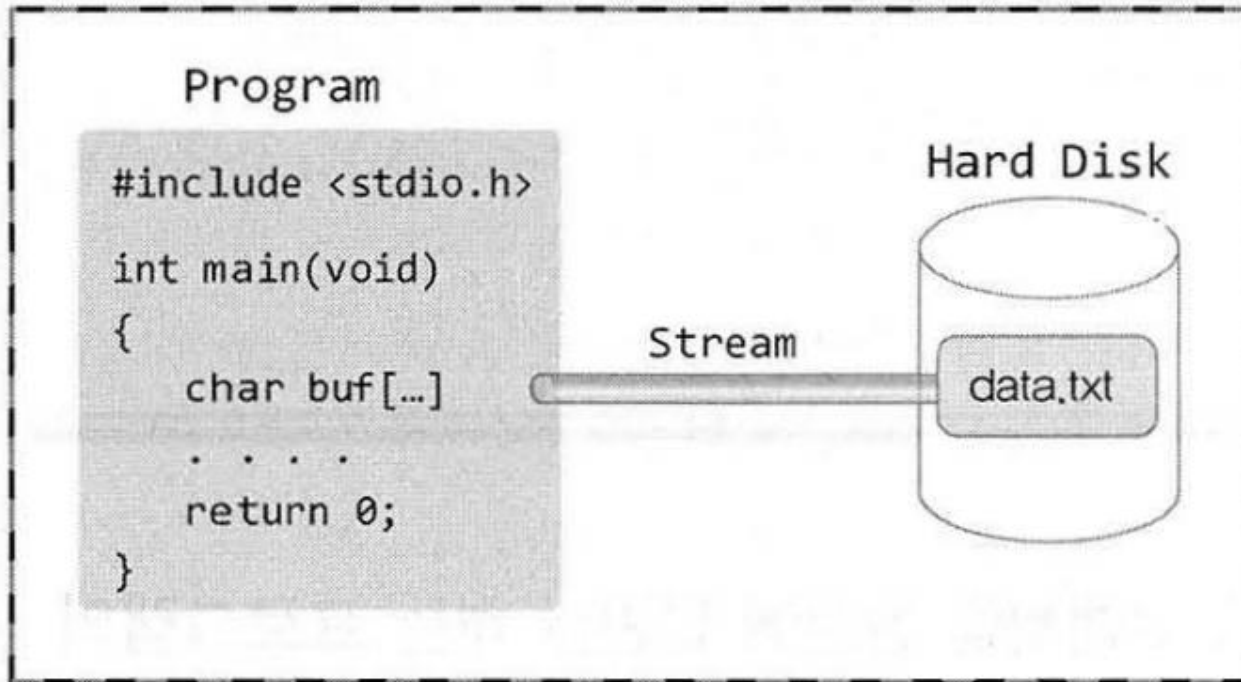 Program
#include <stdio.h>
int main(void)
{
char buf[…]
. . . .
return 0;
}
Stream
Hard Disk
data.txt